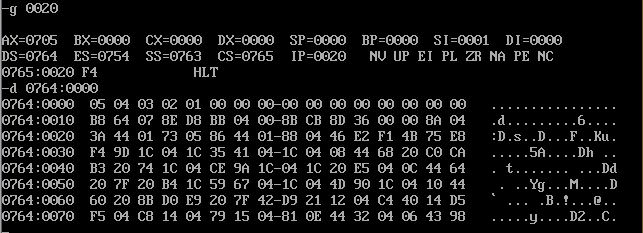 -g 0020
AX=0705 BX=0000 CX=0000 DX=0000 SP=0000 BP=0000 SI=0001 DI=0000
DS=0764 ES=0754 SS=0763 CS=0765 IP=0020 NV UP EI PL ZR NA PE NC
0765:0020 F4 HLT
-d 0764:0000
0764:0000 05 04 03 02 01 00 00 00-00 00 00 00 00 00 00 00 ................
0764:0010 B8 64 07 8E D8 BB 04 00-8B CB 8D 36 00 00 8A 04 .d.........6....
0764:0020 3A 44 01 73 05 86 44 01-88 04 46 E2 F1 4B 75 E8 :D.s..D...F..Ku.
0764:0030 F4 9D 1C 04 1C 35 41 04-1C 04 08 44 68 20 C0 CA .....5A....Dh ..
0764:0040 B3 20 74 1C 04 CE 9A 1C-04 1C 20 E5 04 0C 44 64 . t....... ...Dd
0764:0050 20 7F 20 B4 1C 59 67 04-1C 04 4D 90 1C 04 10 44 . ..Yg...M....D
0764:0060 60 20 8B D0 E9 20 7F 42-D9 21 12 04 C4 40 14 D5 ` ... .B.!...@..
0764:0070 F5 04 C8 14 04 79 15 04-81 0E 44 32 04 06 43 98 .....y....D2..C.
-